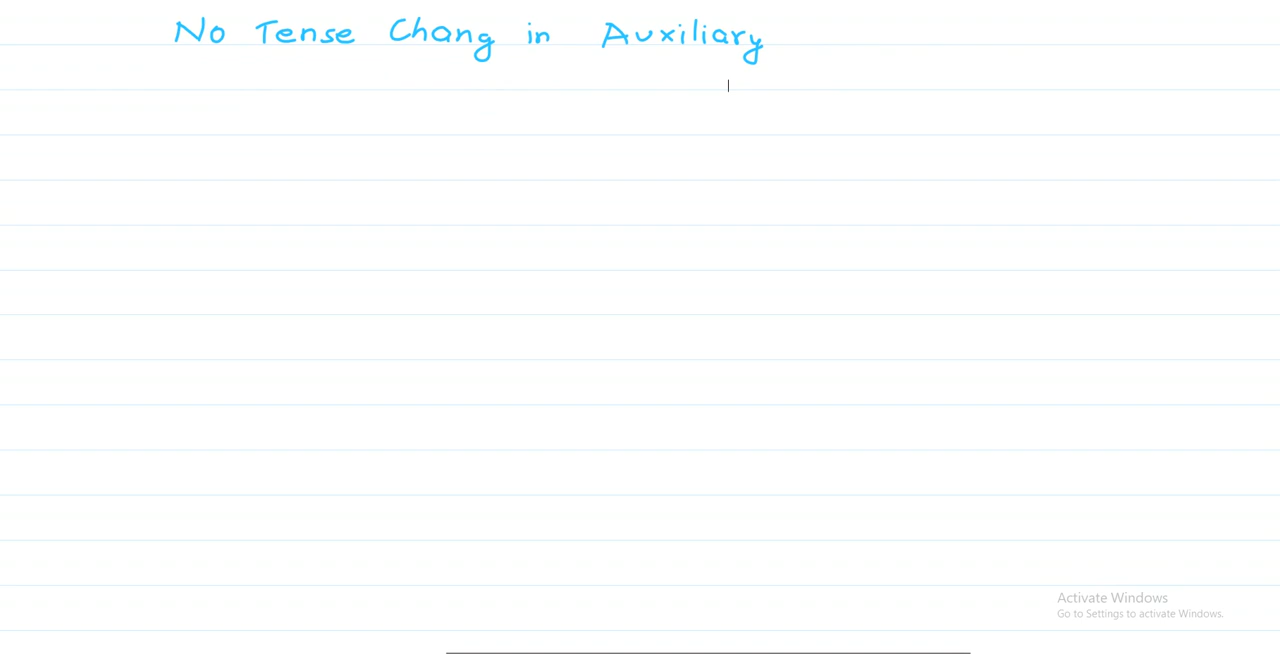 No Tense Chang in Auxiliary
Activate Windows
Go to Settings to activate Windows.